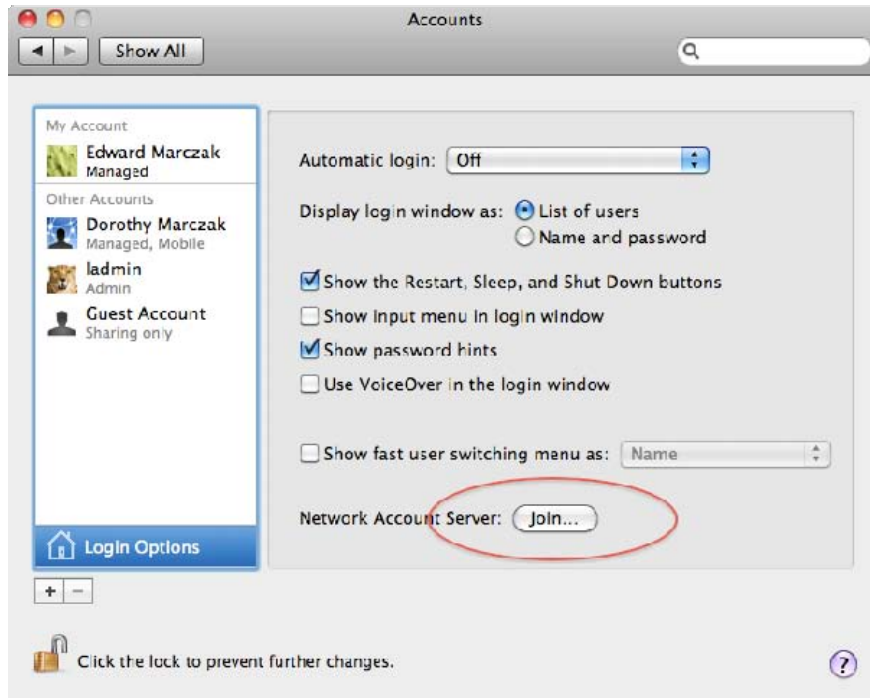 Accounts
Show All
My Account
Edward Marczak
Managed
Other Accounts
Dorothy Marczak
Managed, Mobile
ladmin
Admin
Guest Account
Sharing only
Login Options
+ −
Automatic login: Off
Display login window as: List of users
Name and password
Show the Restart, Sleep, and Shut Down buttons
Show Input menu in login window
Show password hints
Use VoiceOver in the login window
Show fast user switching menu as: Name
Network Account Server: Join...
Click the lock to prevent further changes.
?